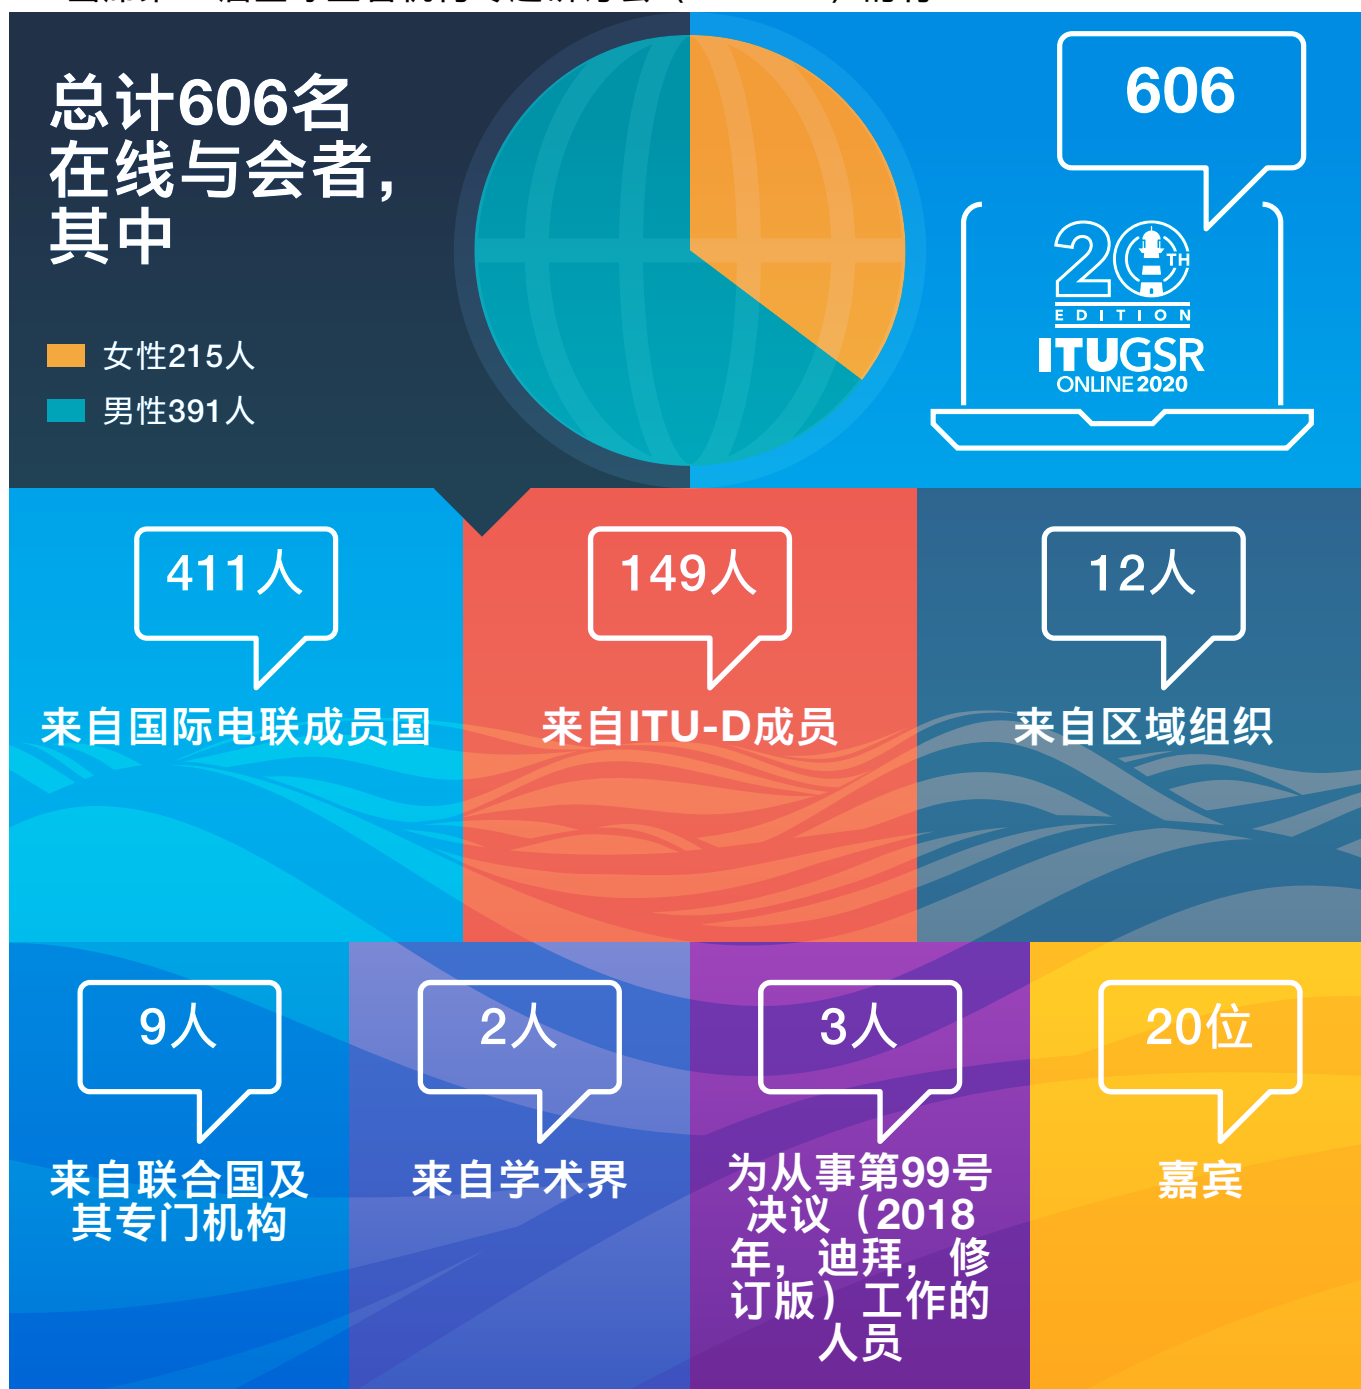 总计606名
在线与会者,
其中
女性215人
男性391人
606
20TH
EDITION
ITUGSR
ONLINE 2020
411人
来自国际电联成员国
149人
来自ITU-D成员
12人
来自区域组织
9人
来自联合国及
其专门机构
2人
来自学术界
3人
为从事第99号
决议（2018
年，迪拜，修
订版）工作的
人员
20位
嘉宾